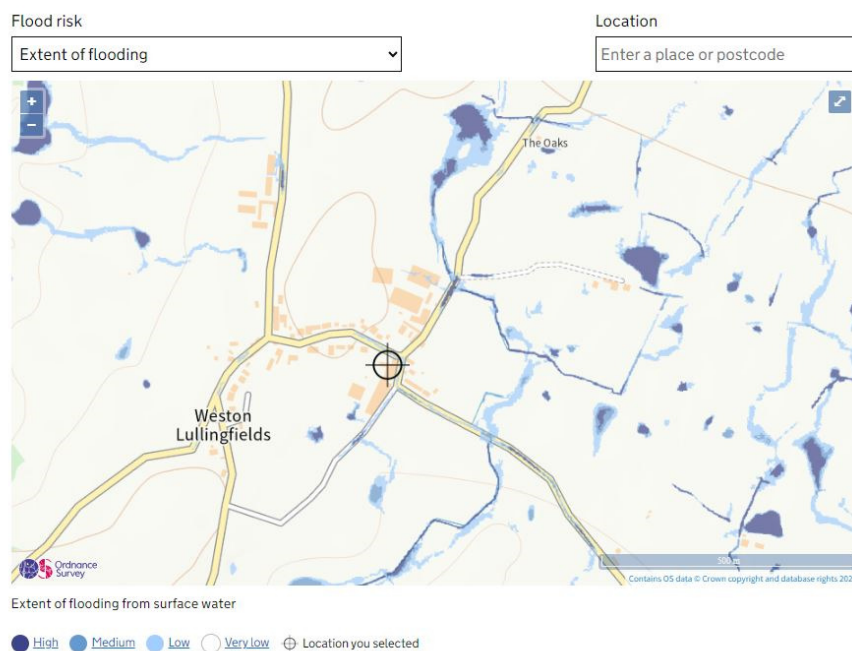 Flood risk
Location
Extent of flooding
Enter a place or postcode
+
−
The Oaks
Weston
Lullingfields
Ordnance
Survey
500 m
Contains OS data © Crown copyright and database rights 202
Extent of flooding from surface water
High Medium Low Very low Location you selected